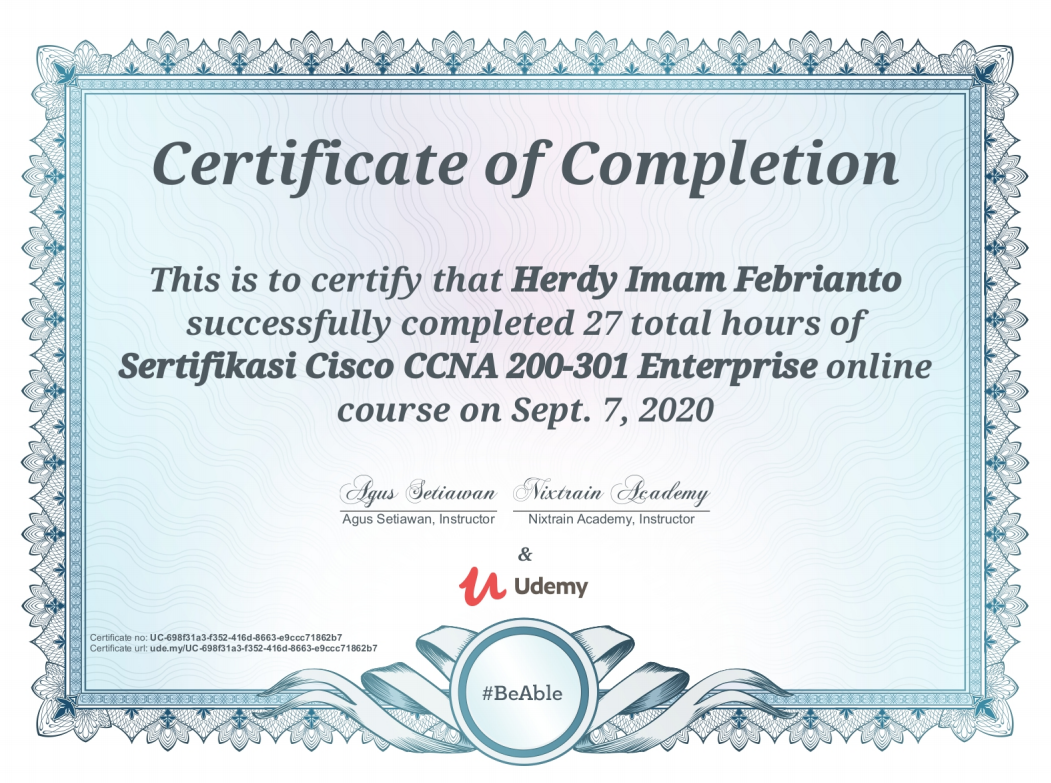 Certificate of Completion
This is to certify that Herdy Imam Febrianto
successfully completed 27 total hours of
Sertifikasi Cisco CCNA 200-301 Enterprise online
course on Sept. 7, 2020
Agus Setiawan Nixtrain Academy
Agus Setiawan, Instructor Nixtrain Academy, Instructor
&
Udemy
Certificate no: UC-698f31a3-f352-416d-8663-e9ccc71862b7
Certificate url: ude.my/UC-698f31a3-f352-416d-8663-e9ccc71862b7
#BeAble